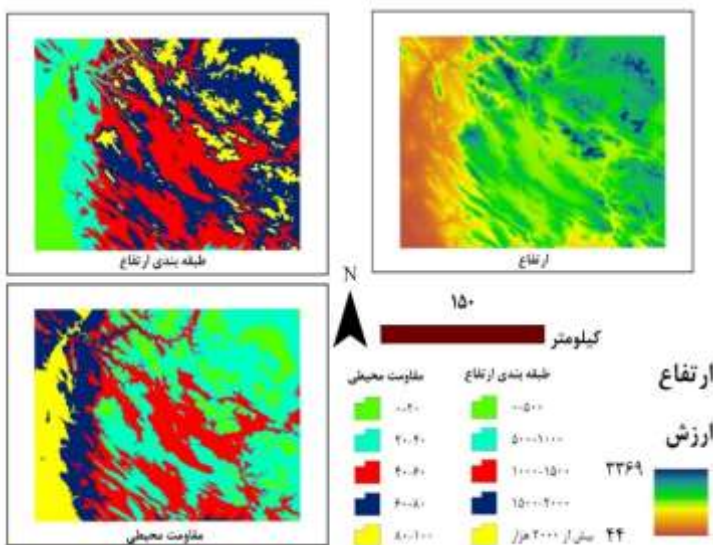 طبقه بندی ارتفاع
ارتفاع
مقاومت محیطی
N
۱۵۰
کیلومتر
مقاومت محیطی
۰-۲۰
۲۰-۴۰
۴۰-۶۰
۶۰-۸۰
۸۰-۱۰۰
طبقه بندی ارتفاع
۰-۵۰۰
۵۰۰-۱۰۰۰
۱۰۰۰-۱۵۰۰
۱۵۰۰-۲۰۰۰
بیش از ۲۰۰۰ هزار
ارتفاع
ارزش
۳۳۶۹
۴۴